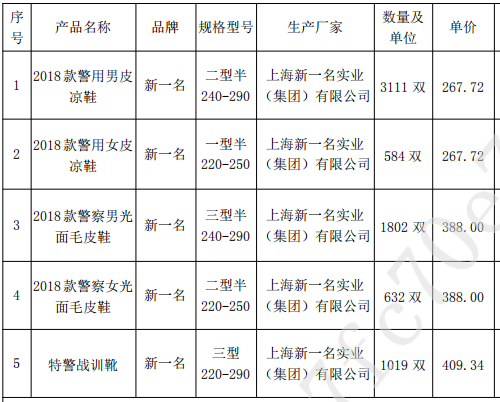 序号 产品名称 品牌 规格型号 生产厂家 数量及单位 单价
1 2018 款警用男皮凉鞋 新一名 二型半 240-290 上海新一名实业（集团）有限公司 3111 双 267.72
2 2018 款警用女皮凉鞋 新一名 一型半 220-250 上海新一名实业（集团）有限公司 584 双 267.72
3 2018 款警察男光面毛皮鞋 新一名 三型半 240-290 上海新一名实业（集团）有限公司 1802 双 388.00
4 2018 款警察女光面毛皮鞋 新一名 二型半 220-250 上海新一名实业（集团）有限公司 632 双 388.00
5 特警战训靴 新一名 三型 220-290 上海新一名实业（集团）有限公司 1019 双 409.34